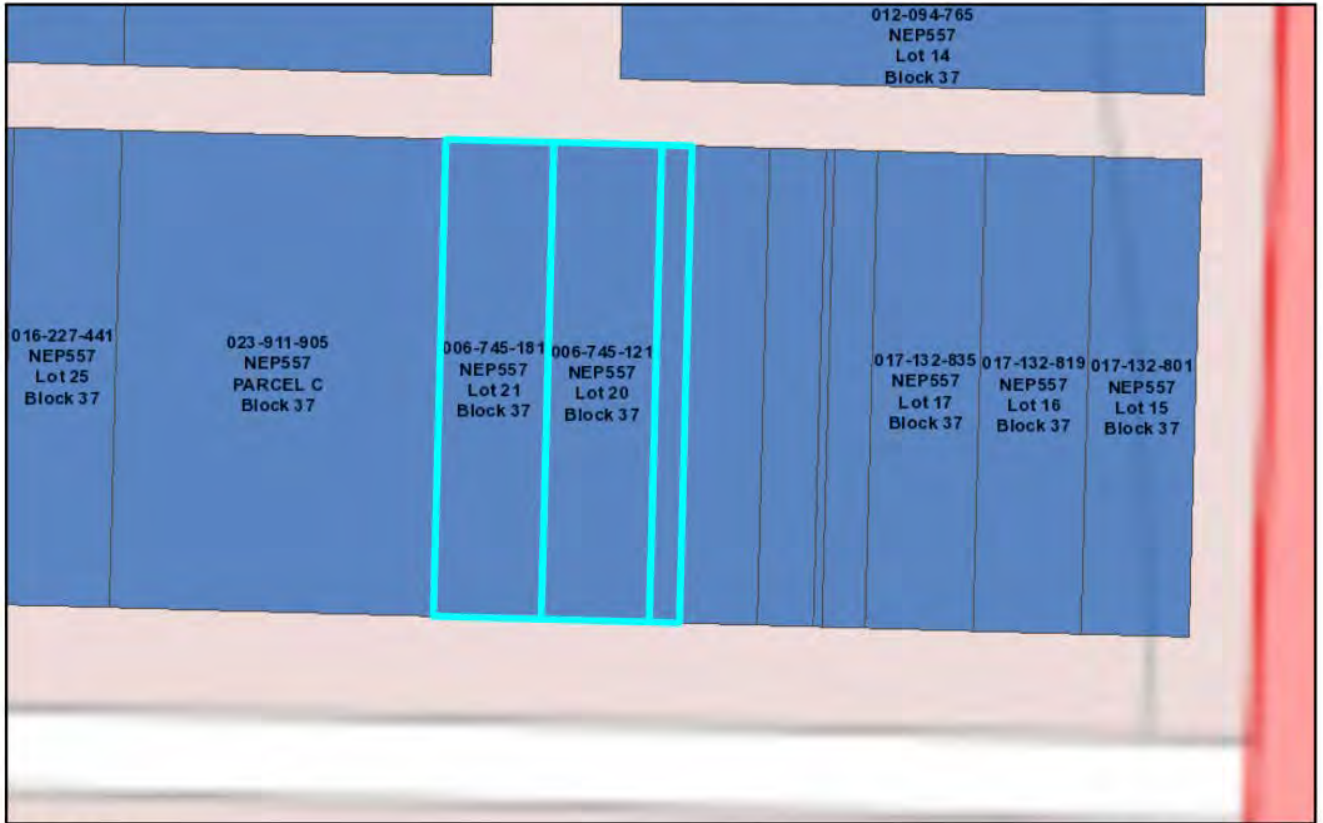 012-094-765
NEP557
Lot 14
Block 37
016-227-441
NEP557
Lot 25
Block 37
023-911-905
NEP557
PARCEL C
Block 37
006-745-181
NEP557
Lot 21
Block 37
006-745-121
NEP557
Lot 20
Block 37
017-132-835
NEP557
Lot 17
Block 37
017-132-819
NEP557
Lot 16
Block 37
017-132-801
NEP557
Lot 15
Block 37